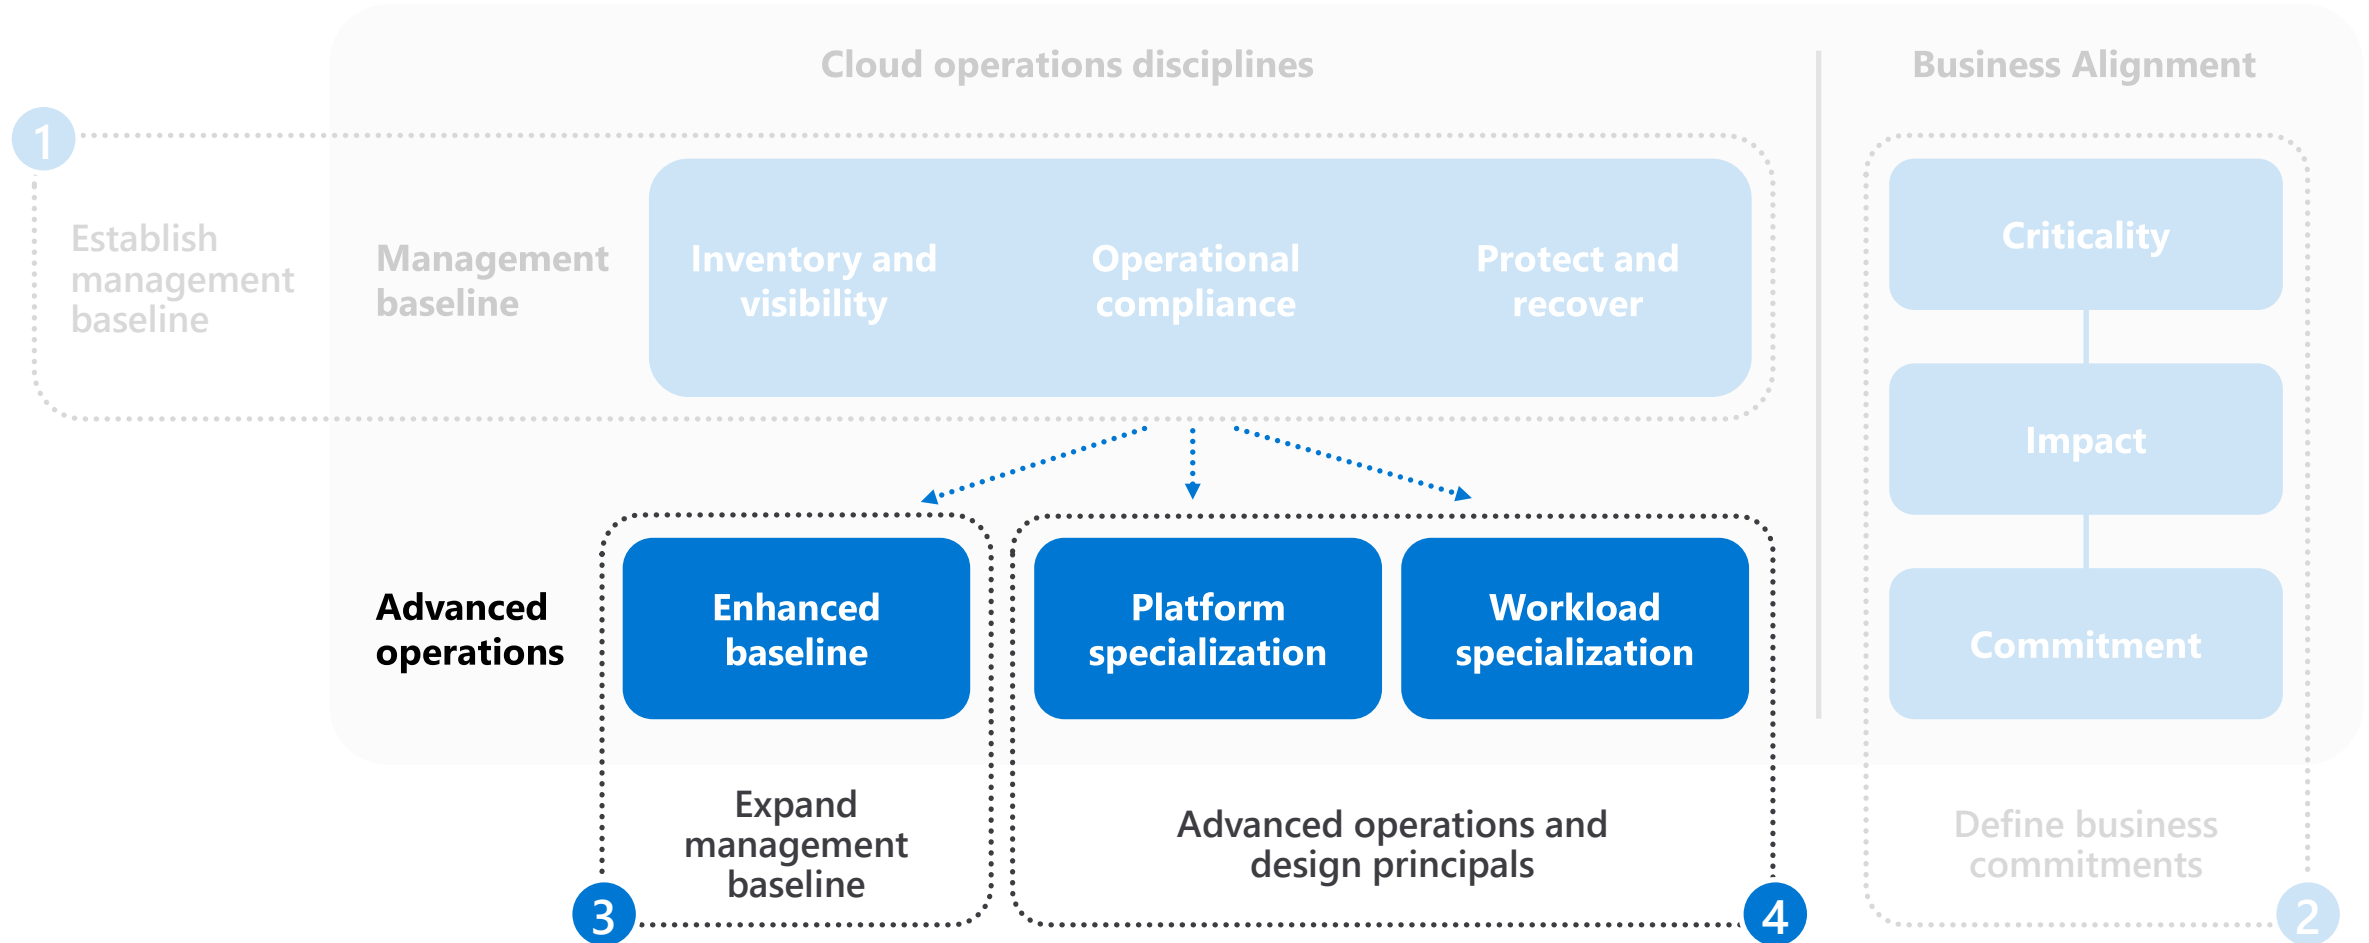 Cloud operations disciplines
Business Alignment
1
Establish
management
baseline
Management
baseline
Inventory and
visibility
Operational
compliance
Protect and
recover
Criticality
Impact
Commitment
Advanced
operations
Enhanced
baseline
Platform
specialization
Workload
specialization
Expand
management
baseline
3
Advanced operations and
design principals
4
Define business
commitments
2